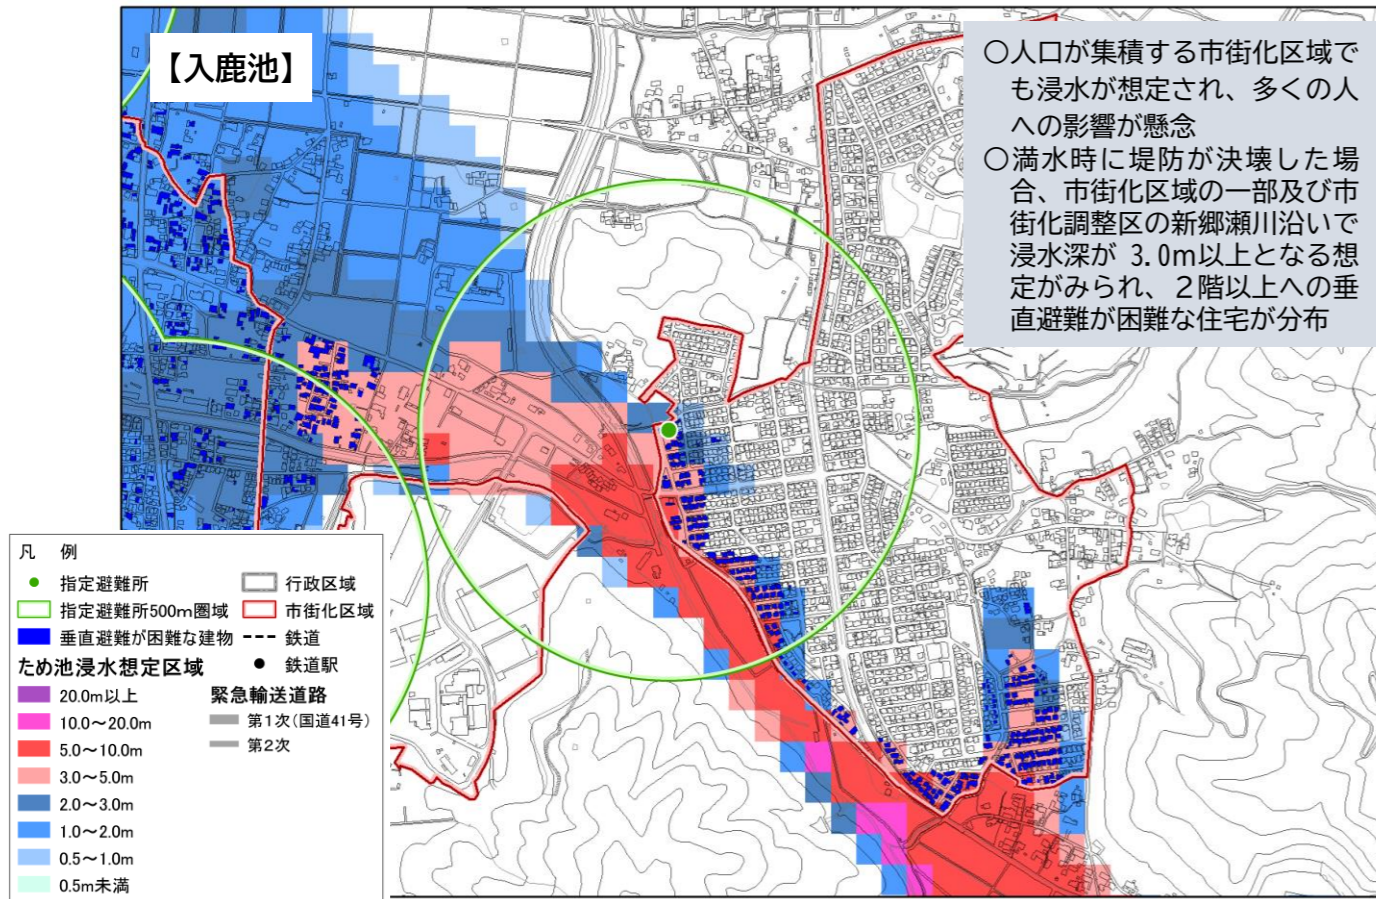 【入鹿池】
○人口が集積する市街化区域で
も浸水が想定され、多くの人
への影響が懸念
○満水時に堤防が決壊した場
合、市街化区域の一部及び市
街化調整区の新郷瀬川沿いで
浸水深が 3.0m以上となる想
定がみられ、２階以上への垂
直避難が困難な住宅が分布
凡 例
指定避難所
行政区域
指定避難所500m圏域
市街化区域
垂直避難が困難な建物
鉄道
ため池浸水想定区域
鉄道駅
20.0m以上
緊急輸送道路
10.0～20.0m
第１次(国道41号)
5.0～10.0m
第２次
3.0～5.0m
2.0～3.0m
1.0～2.0m
0.5～1.0m
0.5m未満